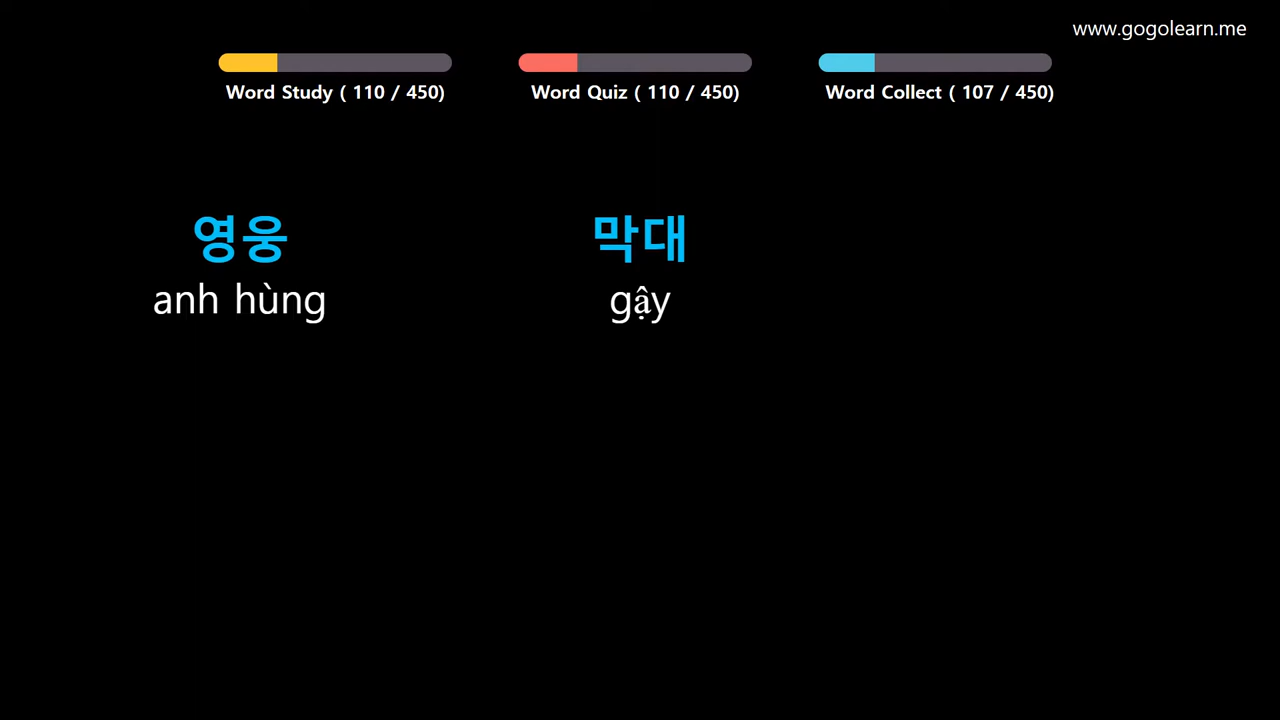 www.gogolearn.me
Word Study ( 110 / 450)
Word Quiz ( 110 / 450)
Word Collect ( 107 / 450)
영웅
막대
anh hùng
gậy